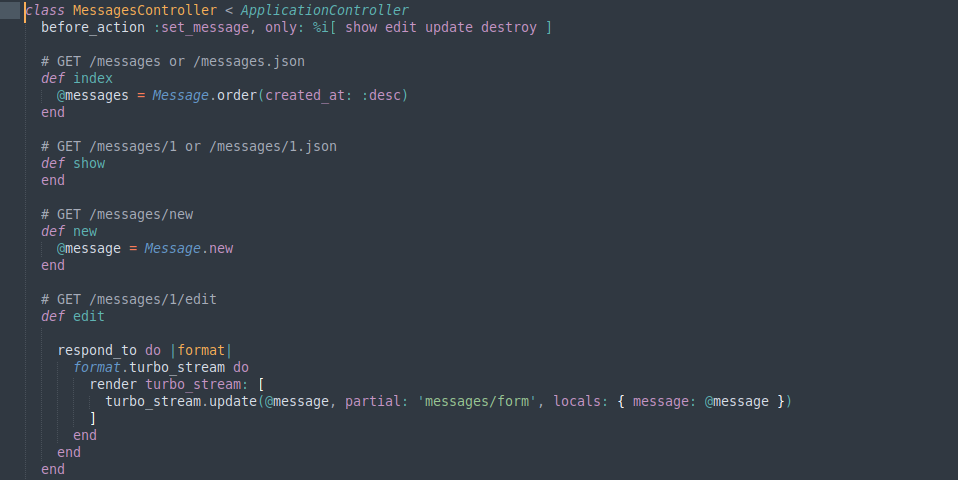 class MessagesController < ApplicationController
  before_action :set_message, only: %i[ show edit update destroy ]

  # GET /messages or /messages.json
  def index
    @messages = Message.order(created_at: :desc)
  end

  # GET /messages/1 or /messages/1.json
  def show
  end

  # GET /messages/new
  def new
    @message = Message.new
  end

  # GET /messages/1/edit
  def edit

    respond_to do |format|
      format.turbo_stream do
        render turbo_stream: [
          turbo_stream.update(@message, partial: 'messages/form', locals: { message: @message })
        ]
      end
    end
  end